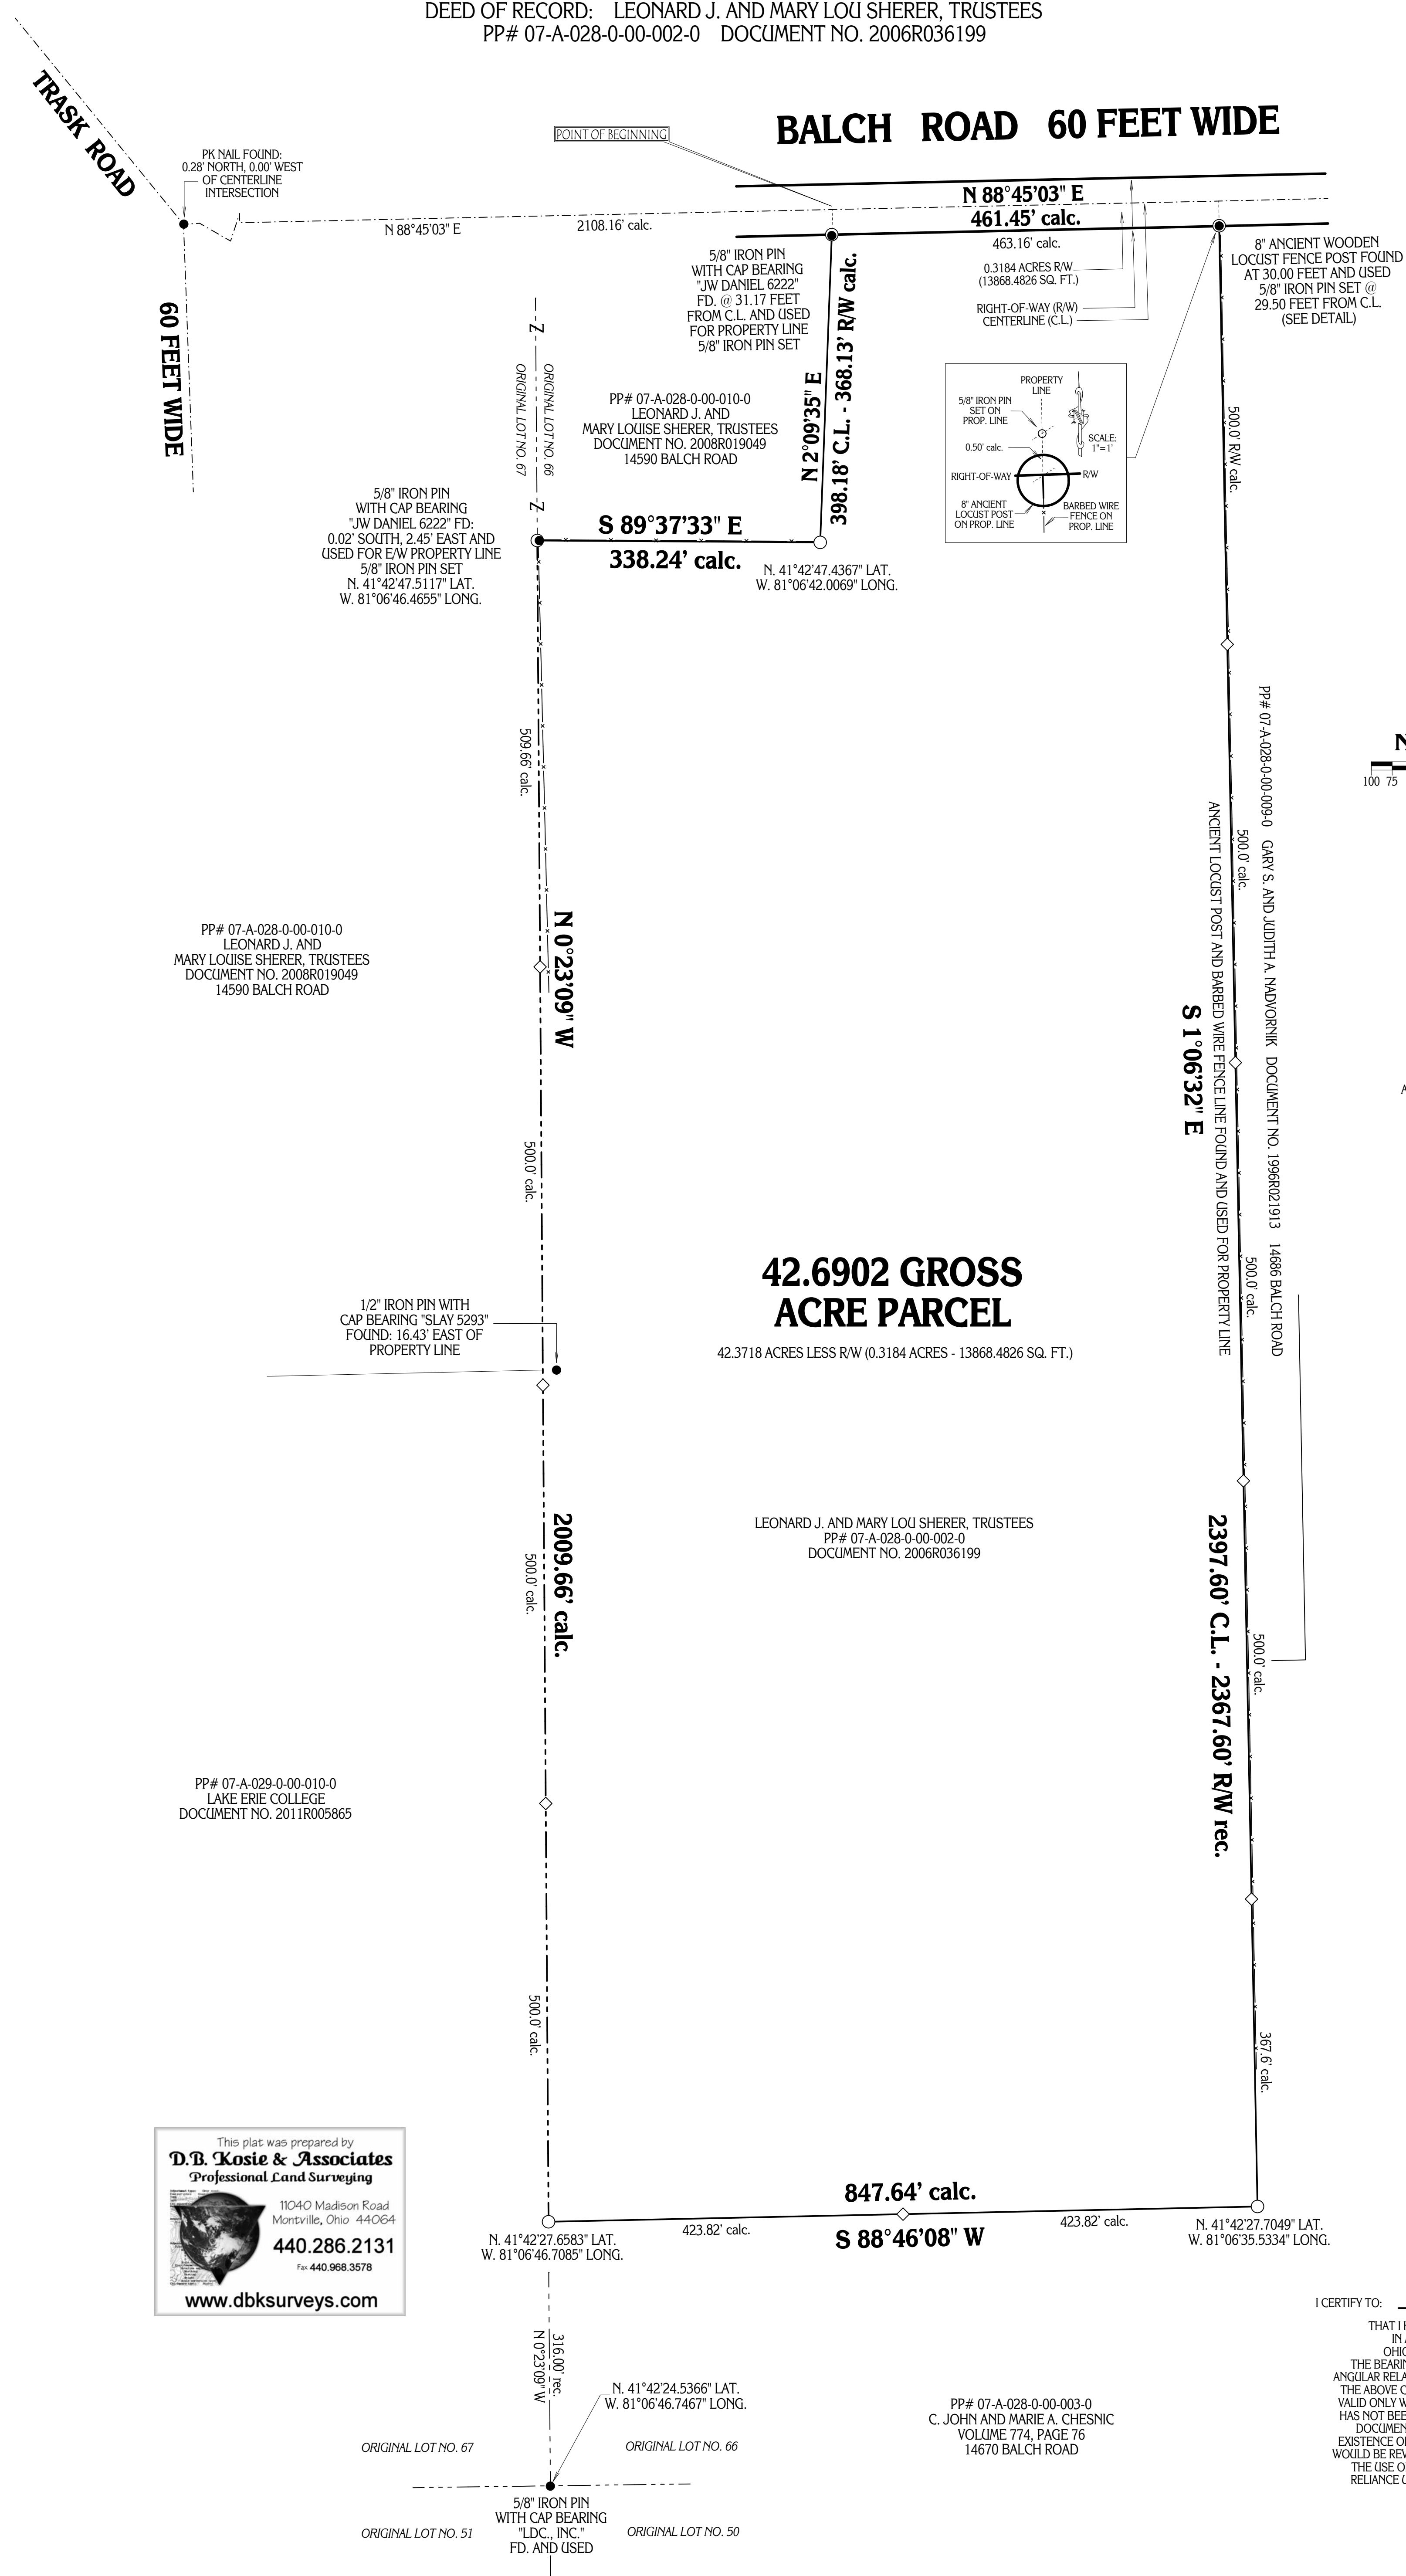 DEED OF RECORD: LEONARD J. AND MARY LOU SHERER, TRUSTEES
PP# 07-A-028-0-00-002-0 DOCUMENT NO. 2006R036199
TRASK ROAD
60 FEET WIDE
PK NAIL FOUND:
0.28' NORTH, 0.00' WEST
OF CENTERLINE
INTERSECTION
POINT OF BEGINNING
BALCH ROAD 60 FEET WIDE
N 88°45'03" E
2108.16' calc.
N 88°45'03" E
461.45' calc.
463.16' calc.
0.3184 ACRES R/W
(13868.4826 SQ. FT.)
RIGHT-OF-WAY (R/W)
CENTERLINE (C.L.)
8" ANCIENT WOODEN
LOCUST FENCE POST FOUND
AT 30.00 FEET AND USED
5/8" IRON PIN SET @
29.50 FEET FROM C.L.
(SEE DETAIL)
5/8" IRON PIN
WITH CAP BEARING
"JW DANIEL 6222"
FD. @ 31.17 FEET
FROM C.L. AND USED
FOR PROPERTY LINE
5/8" IRON PIN SET
N 2°09'35" E
398.18' C.L. - 368.13' R/W calc.
Z
ORIGINAL LOT NO. 67
ORIGINAL LOT NO. 66
Z
PP# 07-A-028-0-00-010-0
LEONARD J. AND
MARY LOUISE SHERER, TRUSTEES
DOCUMENT NO. 2008R019049
14590 BALCH ROAD
PROPERTY
LINE
5/8" IRON PIN
SET ON
PROP. LINE
SCALE:
1"=1'
0.50' calc.
RIGHT-OF-WAY
R/W
8" ANCIENT
LOCUST POST
ON PROP. LINE
BARBED WIRE
FENCE ON
PROP. LINE
500.0' R/W calc.
5/8" IRON PIN
WITH CAP BEARING
"JW DANIEL 6222" FD:
0.02' SOUTH, 2.45' EAST AND
USED FOR E/W PROPERTY LINE
5/8" IRON PIN SET
N. 41°42'47.5117" LAT.
W. 81°06'46.4655" LONG.
S 89°37'33" E
338.24' calc.
N. 41°42'47.4367" LAT.
W. 81°06'42.0069" LONG.
509.66' calc.
N 0°23'09" W
500.0' calc.
500.0' calc.
2009.66' calc.
500.0' calc.
PP# 07-A-028-0-00-009-0 GARY S. AND JUDITH A. NADVORNIK DOCUMENT NO. 1996R021913 14686 BALCH ROAD
ANCIENT LOCUST POST AND BARBED WIRE FENCE LINE FOUND AND USED FOR PROPERTY LINE
S 1°06'32" E
500.0' calc.
500.0' calc.
500.0' calc.
2397.60' C.L. - 2367.60' R/W rec.
367.6' calc.
N
100 75
A
PP# 07-A-028-0-00-010-0
LEONARD J. AND
MARY LOUISE SHERER, TRUSTEES
DOCUMENT NO. 2008R019049
14590 BALCH ROAD
1/2" IRON PIN WITH
CAP BEARING "SLAY 5293"
FOUND: 16.43' EAST OF
PROPERTY LINE
42.6902 GROSS
ACRE PARCEL
42.3718 ACRES LESS R/W (0.3184 ACRES - 13868.4826 SQ. FT.)
LEONARD J. AND MARY LOU SHERER, TRUSTEES
PP# 07-A-028-0-00-002-0
DOCUMENT NO. 2006R036199
PP# 07-A-029-0-00-010-0
LAKE ERIE COLLEGE
DOCUMENT NO. 2011R005865
This plat was prepared by
D.B. Kosie & Associates
Professional Land Surveying
11040 Madison Road
Montville, Ohio 44064
440.286.2131
Fax 440.968.3578
www.dbksurveys.com
847.64' calc.
423.82' calc.
423.82' calc.
S 88°46'08" W
N. 41°42'27.6583" LAT.
W. 81°06'46.7085" LONG.
N. 41°42'27.7049" LAT.
W. 81°06'35.5334" LONG.
316.00' rec.
N 0°23'09" W
N. 41°42'24.5366" LAT.
W. 81°06'46.7467" LONG.
PP# 07-A-028-0-00-003-0
C. JOHN AND MARIE A. CHESNIC
VOLUME 774, PAGE 76
14670 BALCH ROAD
ORIGINAL LOT NO. 67
ORIGINAL LOT NO. 66
5/8" IRON PIN
WITH CAP BEARING
"LDC., INC."
FD. AND USED
ORIGINAL LOT NO. 51
ORIGINAL LOT NO. 50
I CERTIFY TO:
THAT I
IN
THE BEARIN
ANGULAR RELA
THE ABOVE
VALID ONLY
HAS NOT BEE
DOCUMEN
EXISTENCE
WOULD BE REV
THE USE
RELIANCE